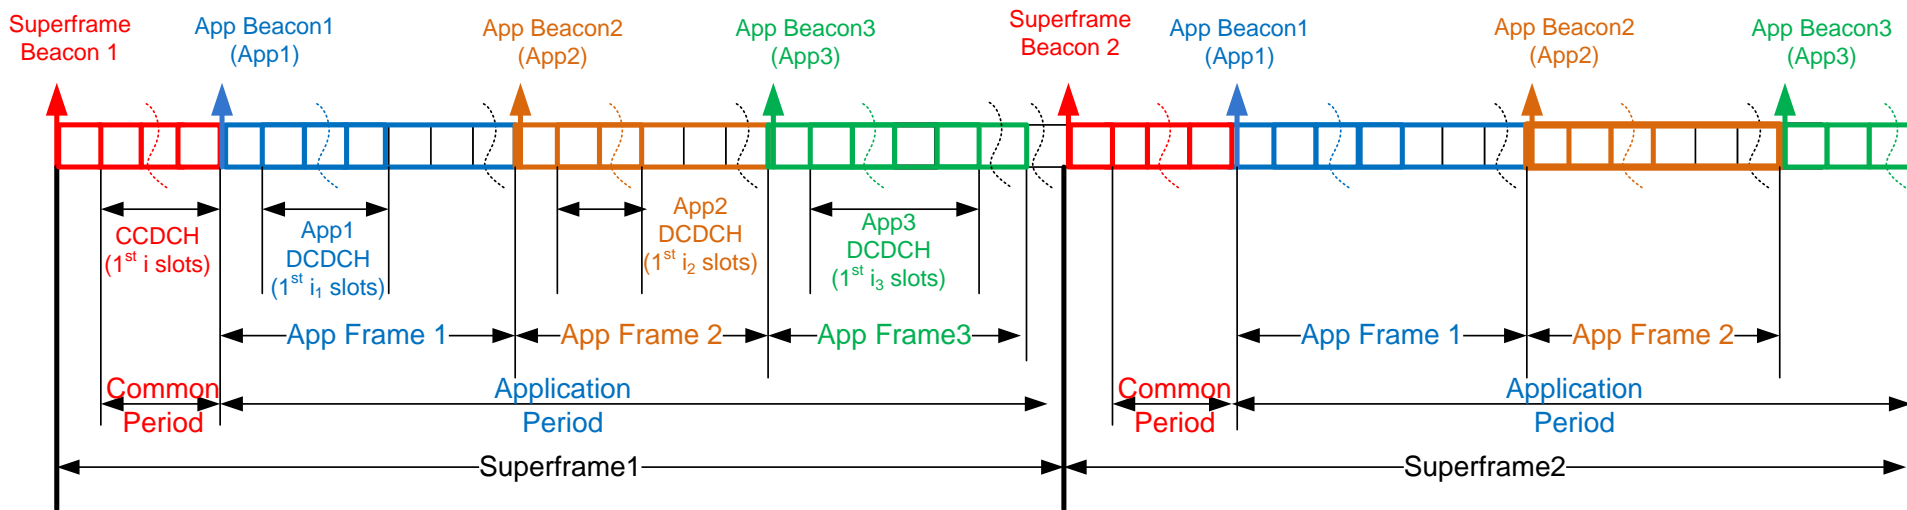 Superframe
Beacon 1
App Beacon1
(App1)
App Beacon2
(App2)
App Beacon3
(App3)
Superframe
Beacon 2
App Beacon1
(App1)
App Beacon2
(App2)
App Beacon3
(App3)
CCDCH
(1st i slots)
App1
DCDCH
(1st i1 slots)
App2
DCDCH
(1st i2 slots)
App3
DCDCH
(1st i3 slots)
App Frame 1
App Frame 2
App Frame3
App Frame 1
App Frame 2
Common
Period
Application
Period
Common
Period
Application
Period
Superframe1
Superframe2